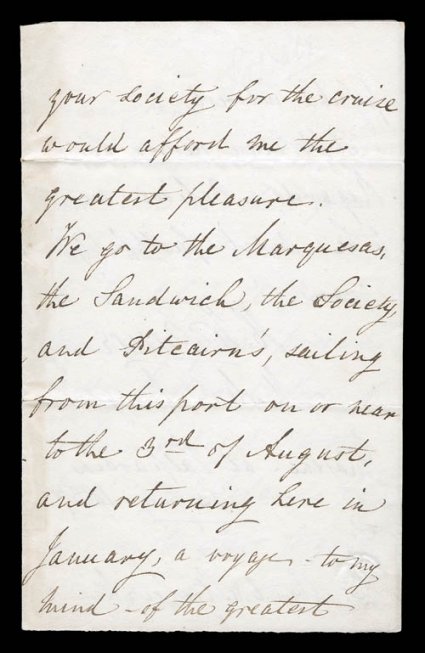 your society for the cruise
would afford me the
greatest pleasure.
We go to the Marquesas,
the Sandwich, the Society
and Pitcairn's, sailing
from this port on or near
to the 3rd of August,
and returning here in
January, a voyage - to my
mind - of the greatest